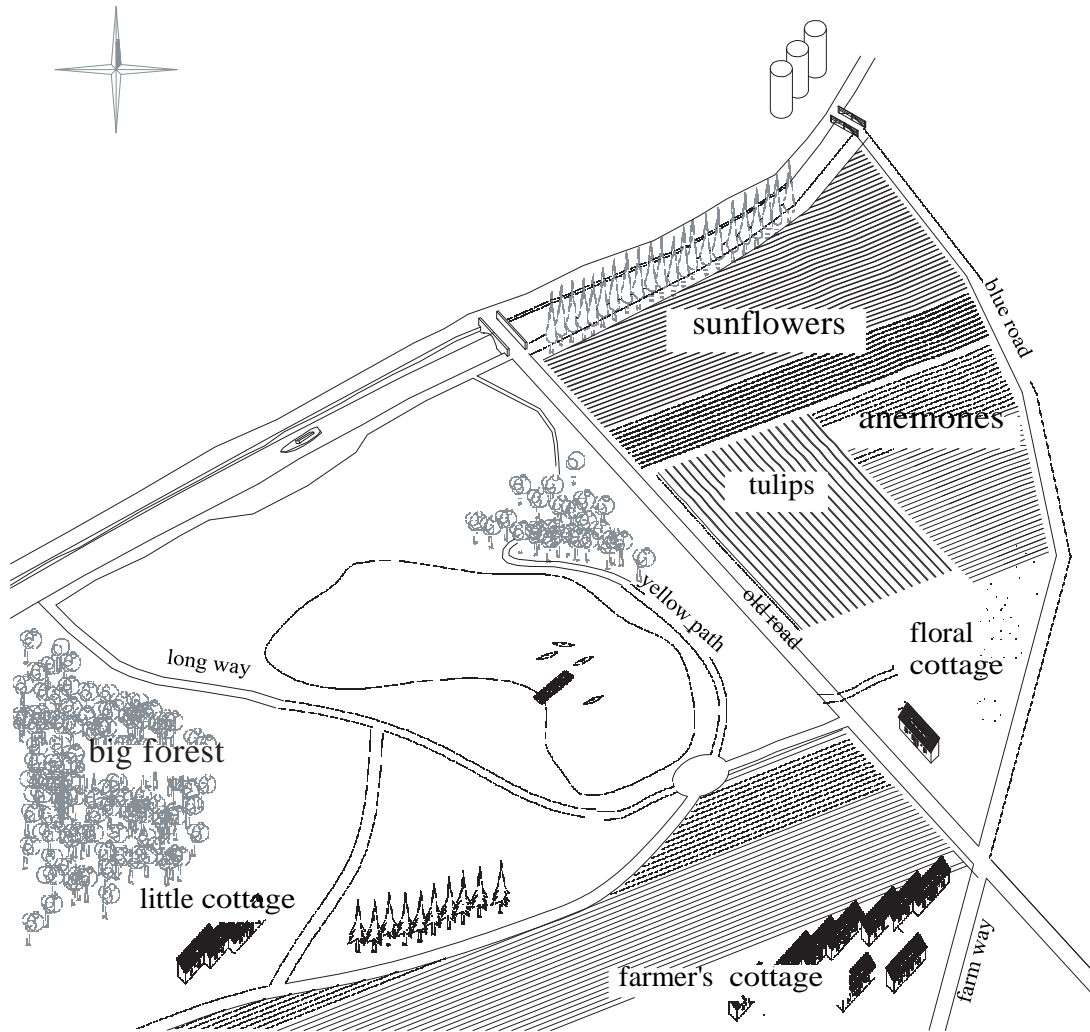 blue road
sunflowers
anemones
tulips
yellow path
old road
floral
cottage
long way
big forest
little cottage
farmer's cottage
farm way